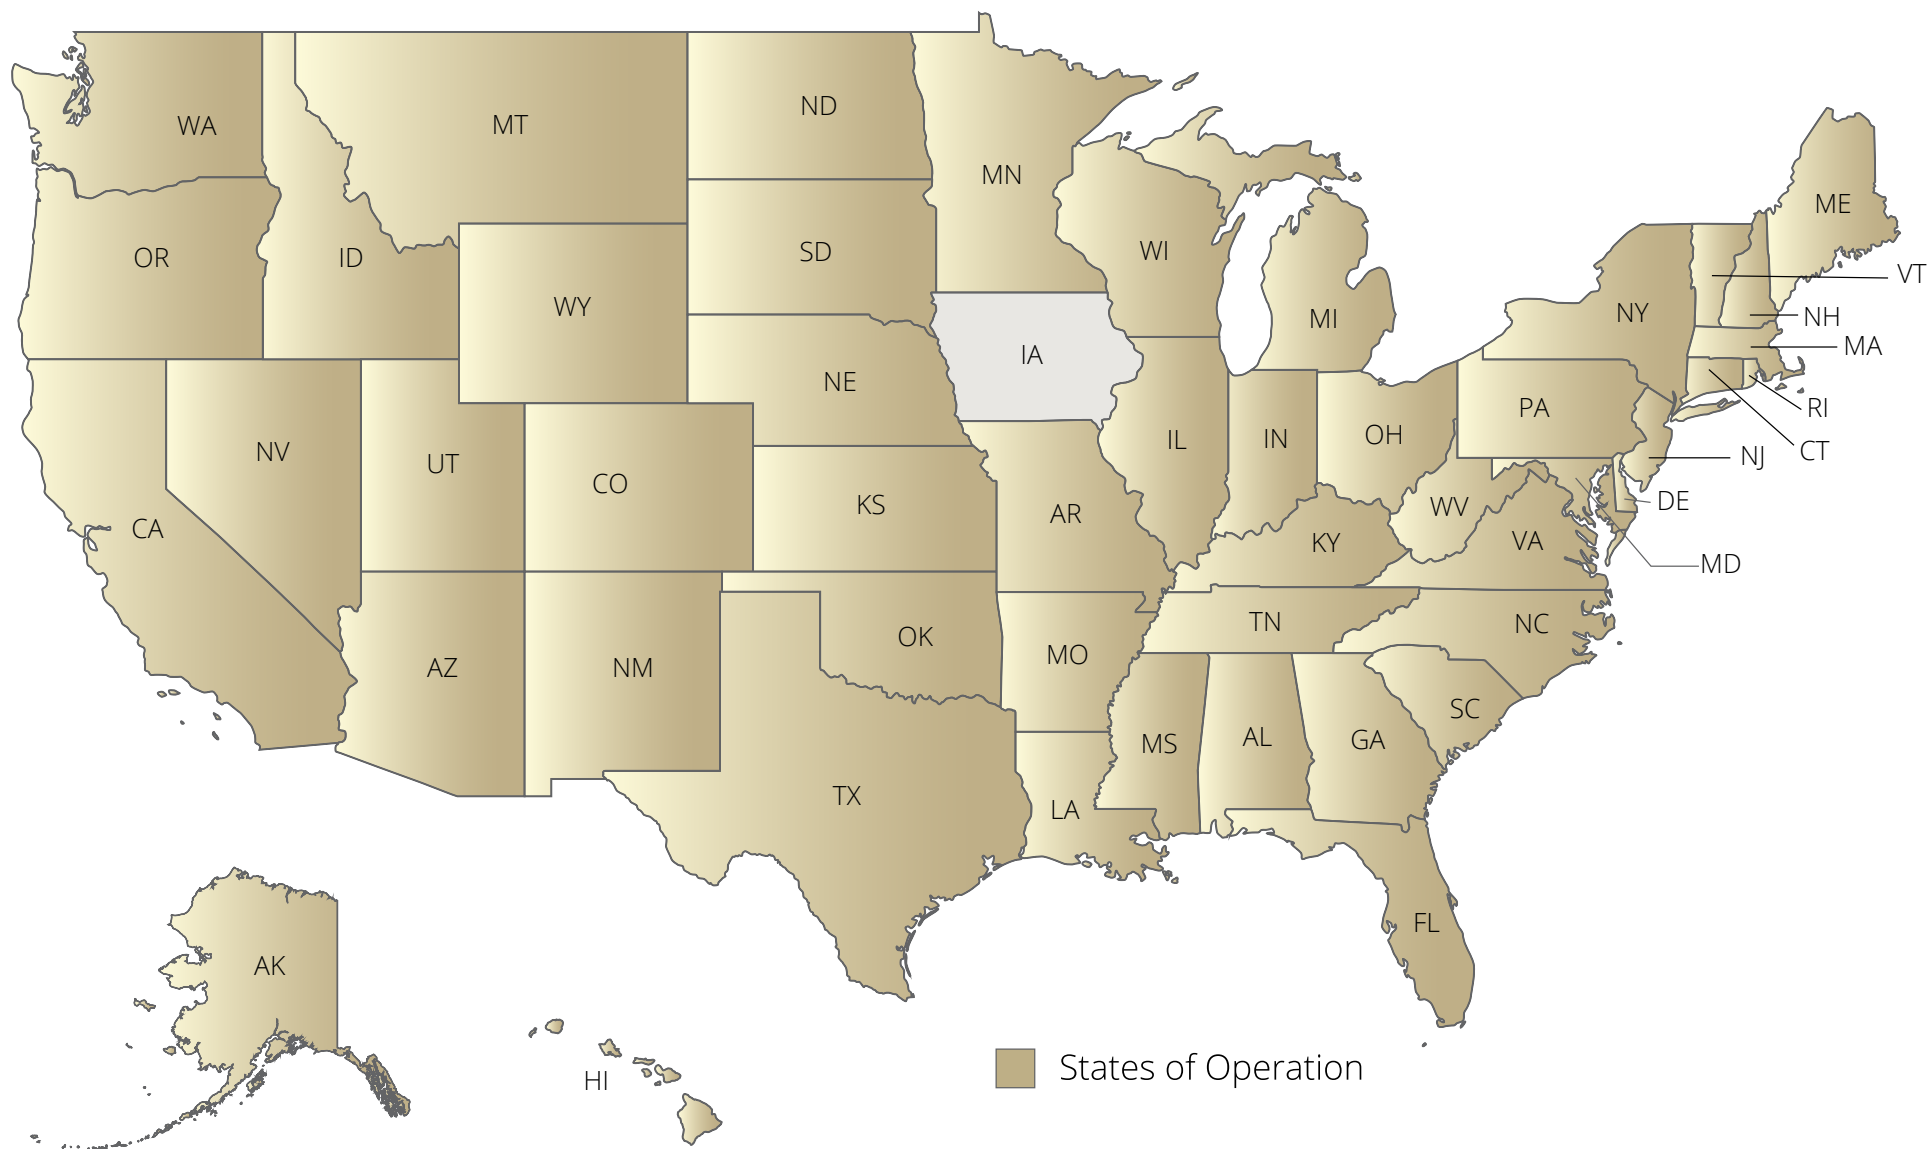 WA
MT
ND
MN
ME
OR
ID
SD
WI
VT
WY
MI
NY
NH
MA
IA
NE
PA
RI
NV
UT
CO
IL
IN
OH
CT
NJ
KS
WV
DE
CA
AR
KY
VA
MD
OK
TN
NC
AZ
NM
MO
SC
MS
AL
GA
TX
LA
FL
AK
HI
States of Operation